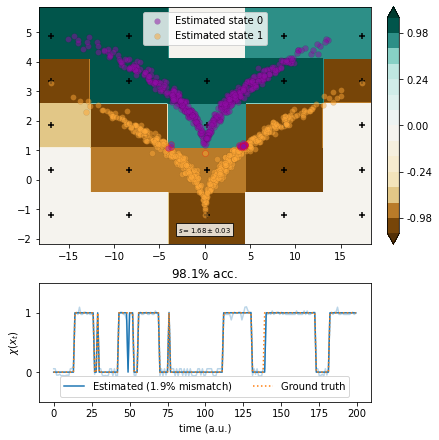 Estimated state 0
Estimated state 1
5
4
3
2
1
0
−1
−2
s = 1.68 ± 0.03
−15 −10 −5 0 5 10 15
0.98
0.24
0.00
−0.24
−0.98
98.1% acc.
χ(xₜ)
1
0
Estimated (1.9% mismatch)
Ground truth
0 25 50 75 100 125 150 175 200
time (a.u.)